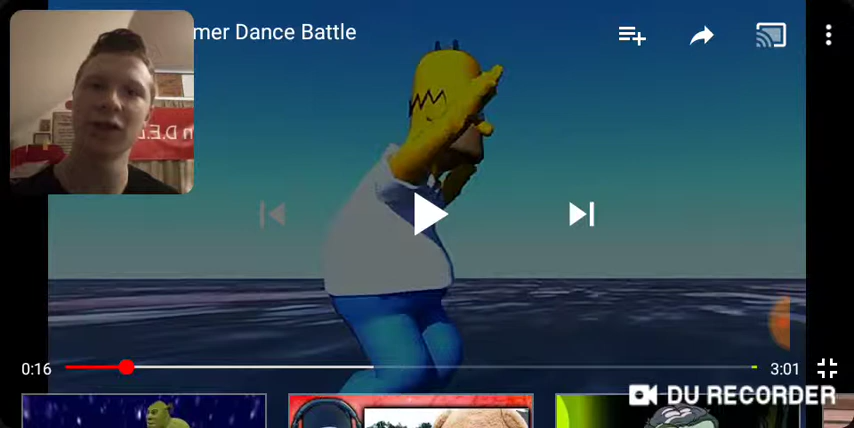 mer Dance Battle
n D.E.
0:16
3:01
DU RECORDER